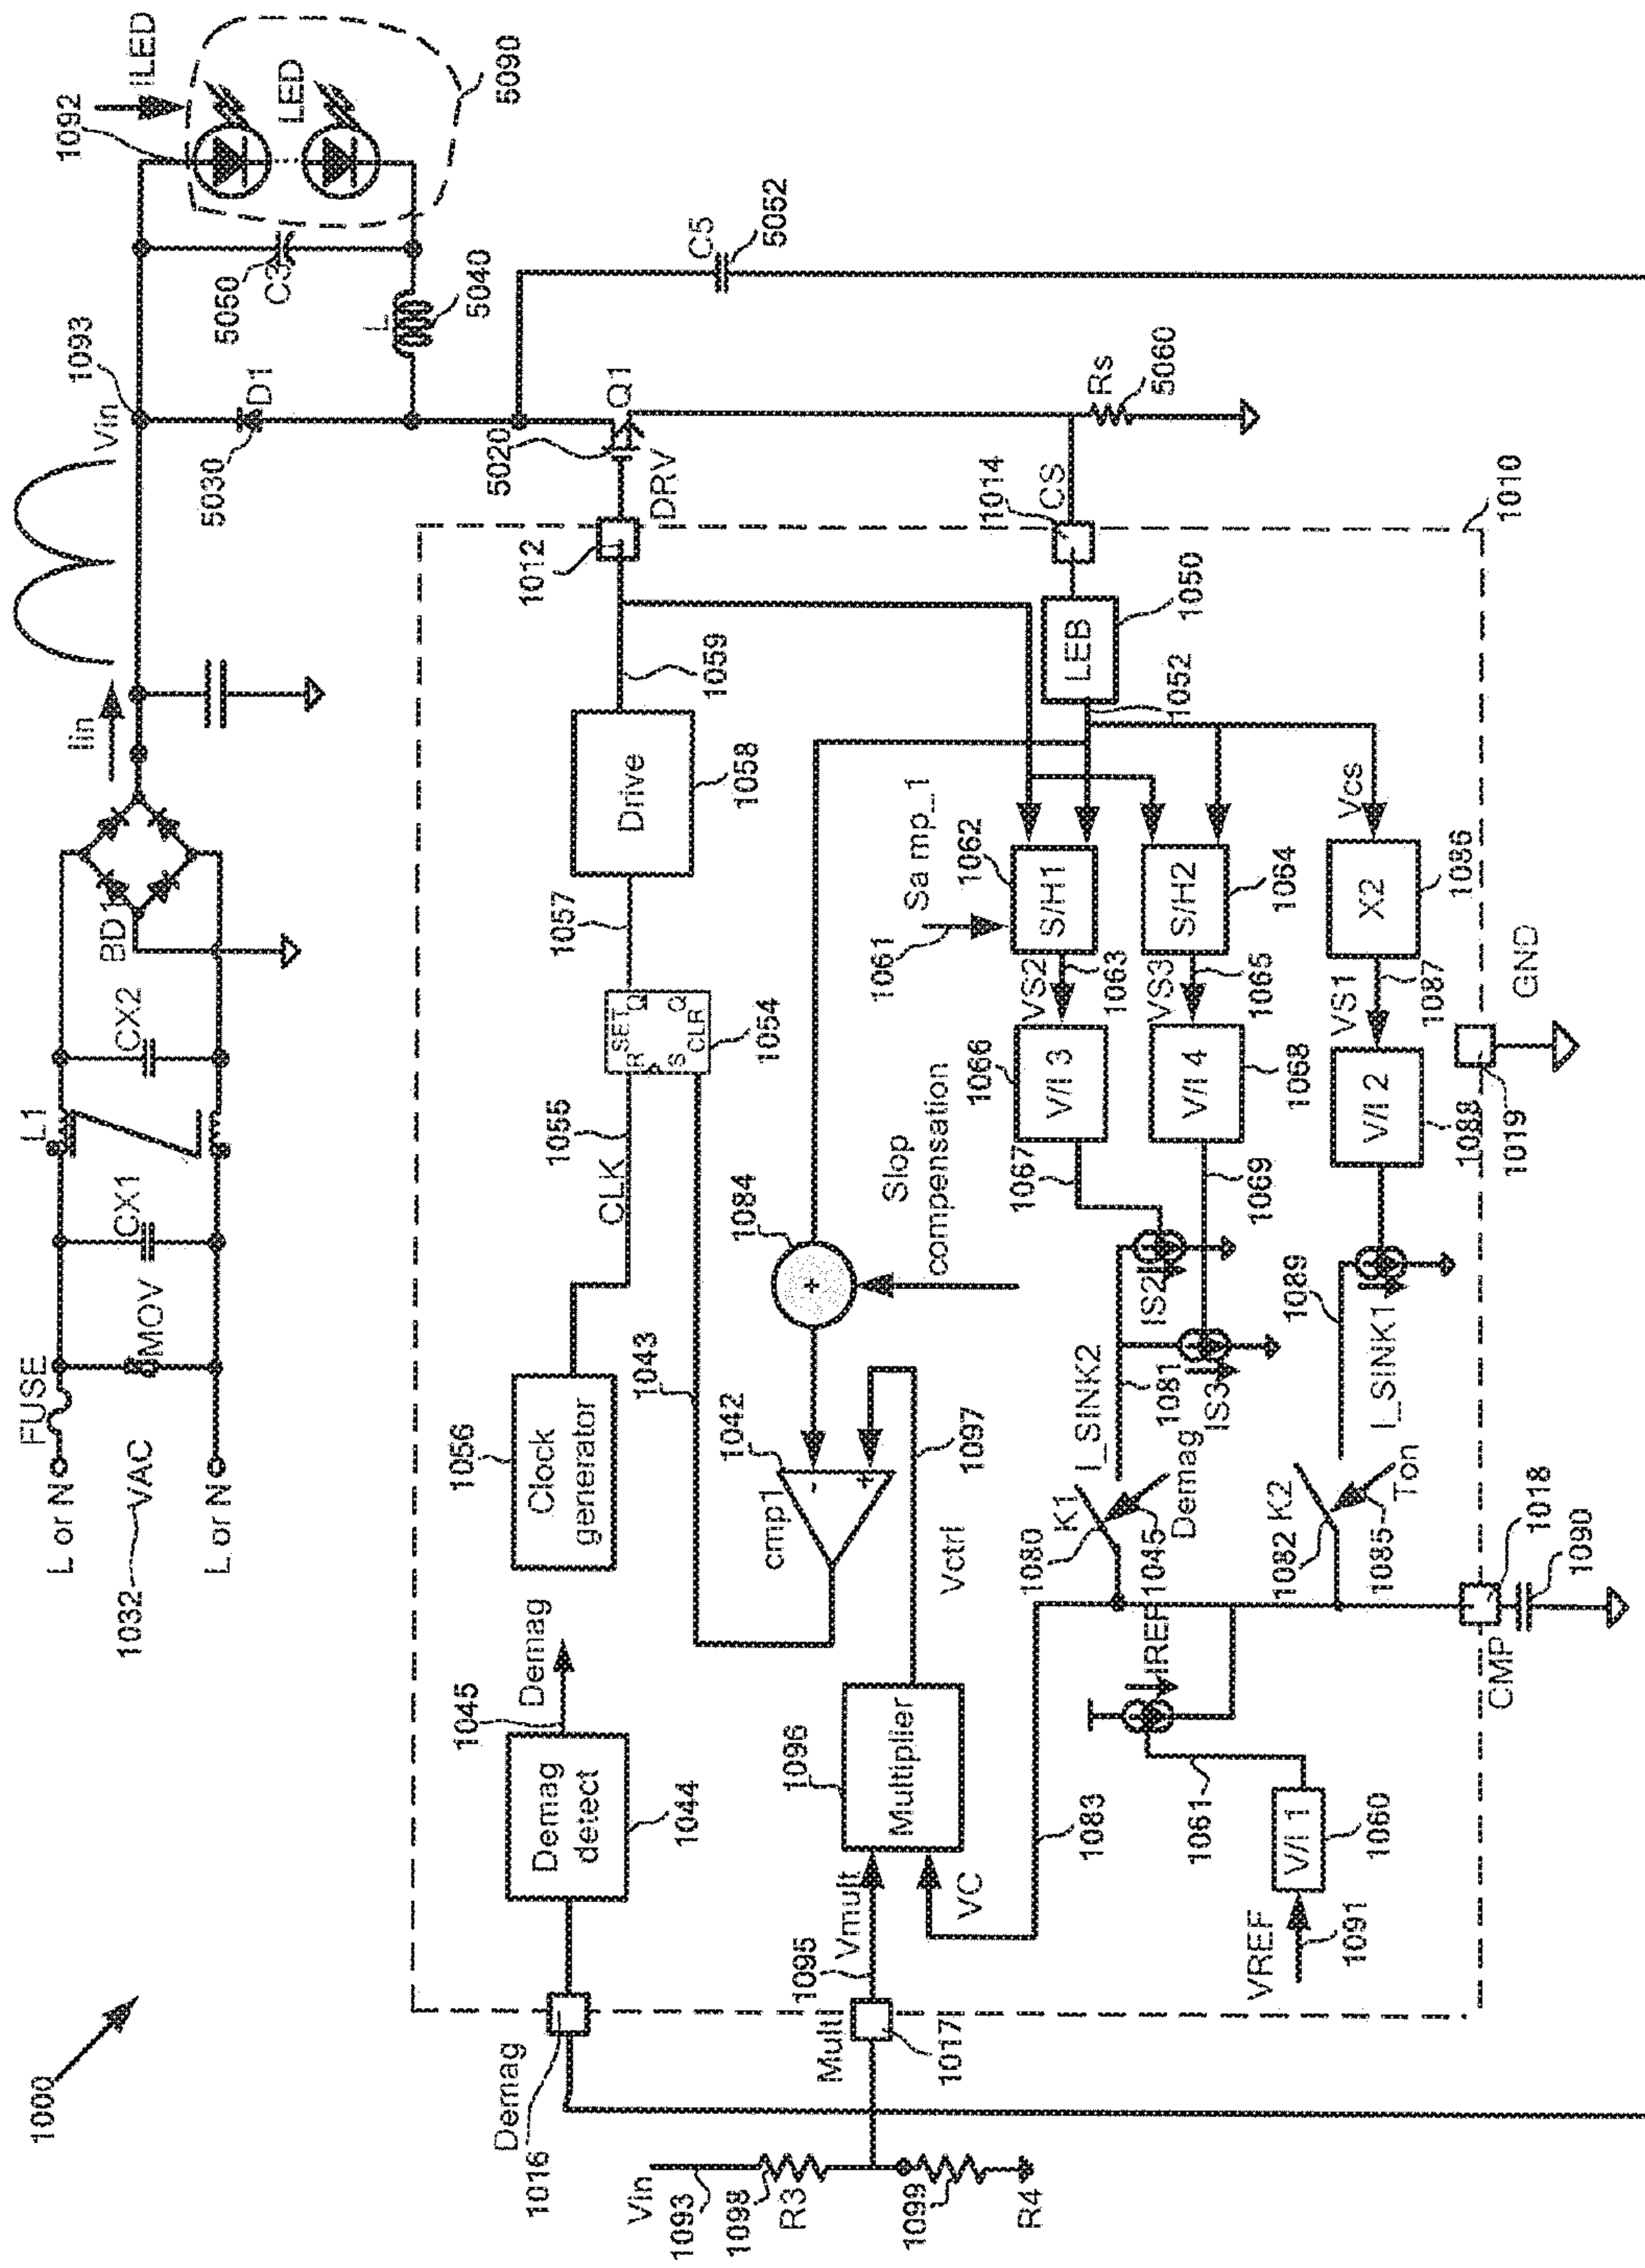 1000
L or N
FUSE
1032
VAC
L or N
MOV
CX1
L1
CX2
BD1
Iin
Vin
1093
5030
D1
1092
ILED
LED
5090
5050
C3
L
5040
C5
5052
5020
Q1
DRV
1012
Rs
5060
1014
CS
1010
Demag
1016
Demag
detect
1044
1045
Demag
Clock
generator
1056
CLK
1055
R
SET
Q
S
CLR
Q
1054
1057
Drive
1058
1059
1043
1084
+
Slop
compensation
cmp1
1042
-
+
1097
Vctrl
Multiplier
1096
Vmult
1095
VC
1083
Mult
1017
Vin
1093
1098
R3
1099
R4
LEB
1050
1052
Sa mp_1
1061
S/H1
1062
VS2
1063
V/I 3
1066
1067
S/H2
1064
VS3
1065
V/I 4
1068
1069
Vcs
X2
1086
VS1
1087
V/I 2
1088
1089
I_SINK1
I_SINK2
IS2
IS3
1081
K1
1080
1045
Demag
K2
1082
1085
Ton
IREF
1061
V/I 1
1060
VREF
1091
CMP
1018
1090
1019
GND